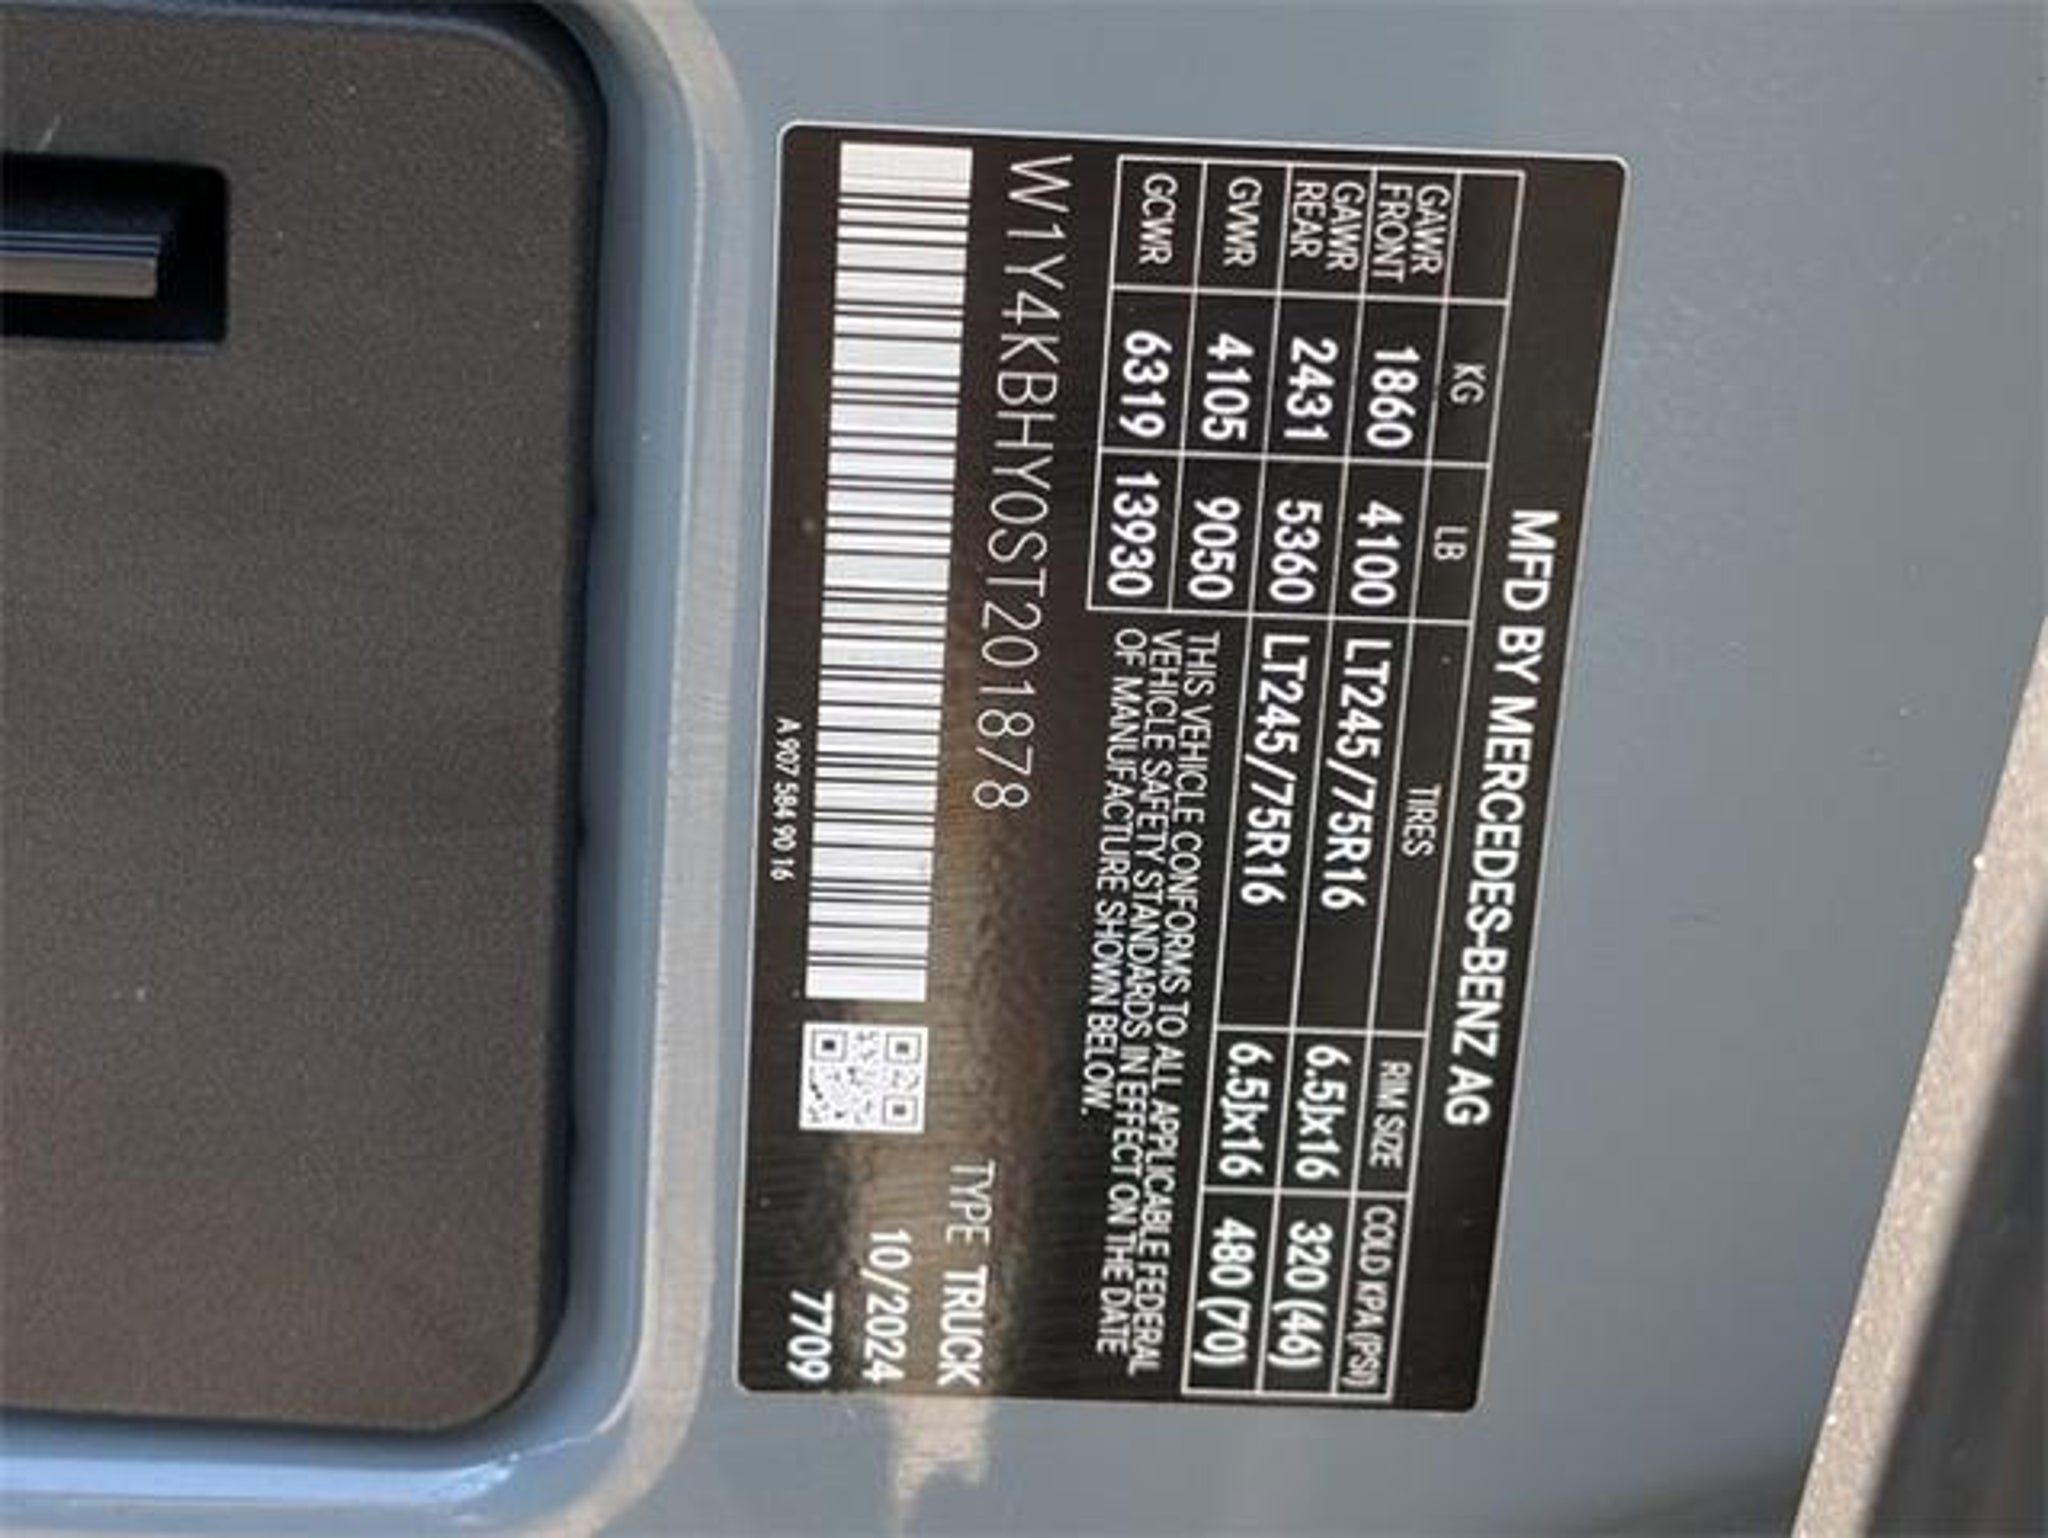 MFD BY MERCEDES-BENZ AG
KG LB TIRES RIM SIZE COLD KPA (PSI)
GAWR FRONT 1860 4100 LT245/75R16 6.5Jx16 320 (46)
GAWR REAR 2431 5360 LT245/75R16 6.5Jx16 480 (70)
GVWR 4105 9050
GCWR 6319 13930
THIS VEHICLE CONFORMS TO ALL APPLICABLE FEDERAL
VEHICLE SAFETY STANDARDS IN EFFECT ON THE DATE
OF MANUFACTURE SHOWN BELOW.
W1Y4KBHY0ST201878
TYPE TRUCK
10/2024
7709
A 907 584 90 16